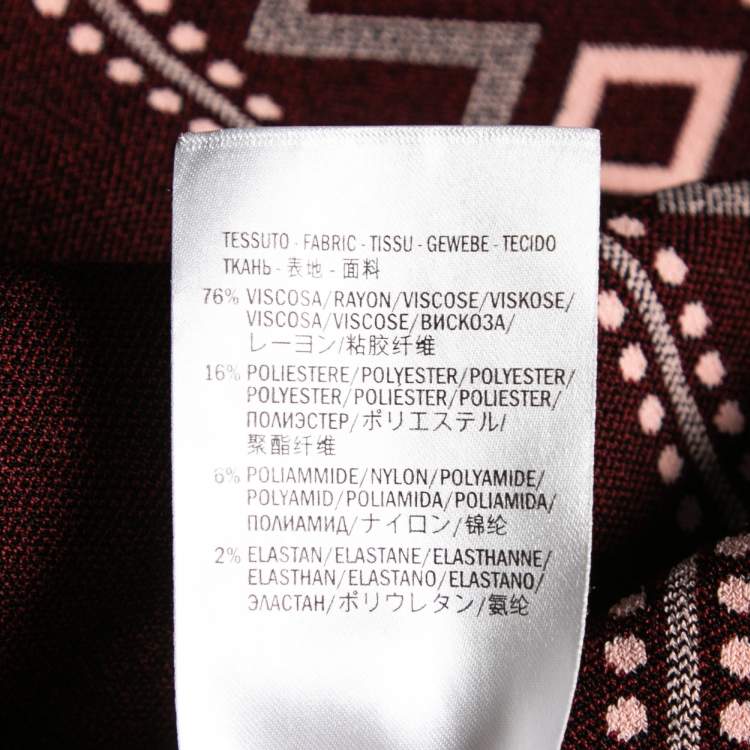 TESSUTO - FABRIC - TISSU - GEWEBE - TECIDO
ТКАНЬ - 表地 - 面料
76% VISCOSA/RAYON/VISCOSE/VISKOSE/
VISCOSA/VISCOSE/ВИСКОЗА/
レーヨン/粘胶纤维
16% POLIESTERE/POLYESTER/POLYESTER/
POLYESTER/POLIÉSTER/POLIESTER/
ПОЛИЭСТЕР/ポリエステル/
聚酯纤维
6% POLIAMMIDE/NYLON/POLYAMIDE/
POLYAMID/POLIAMIDA/POLIAMIDA/
ПОЛИАМИД/ナイロン/锦纶
2% ELASTAN/ELASTANE/ELASTHANNE/
ELASTHAN/ELASTANO/ELASTANO/
ЭЛАСТАН/ポリウレタン/氨纶